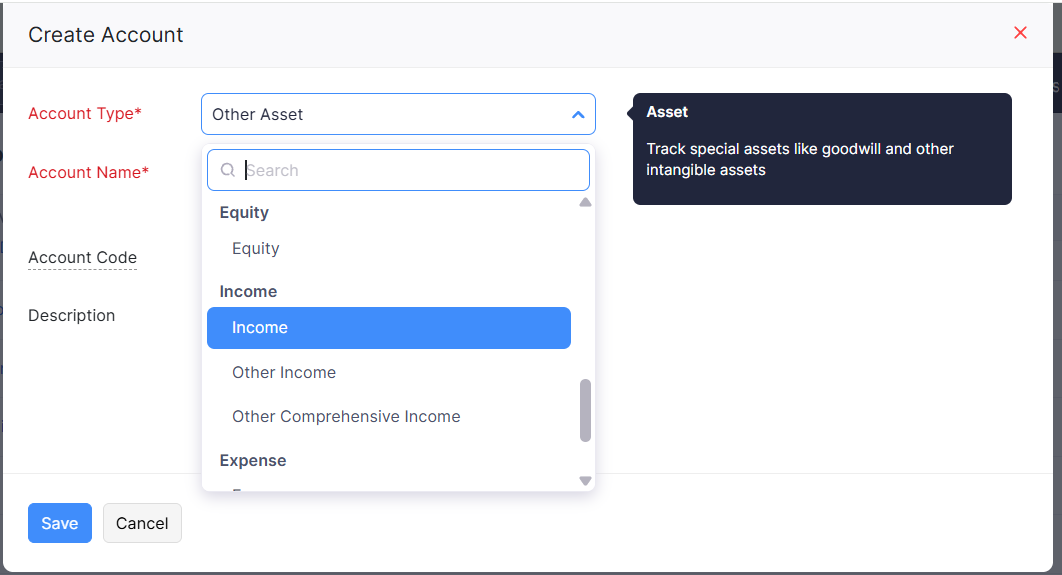 Create Account
Account Type*
Other Asset
Asset
Track special assets like goodwill and other
intangible assets
Account Name*
Search
Equity
Equity
Account Code
Income
Description
Income
Other Income
Other Comprehensive Income
Expense
Save
Cancel